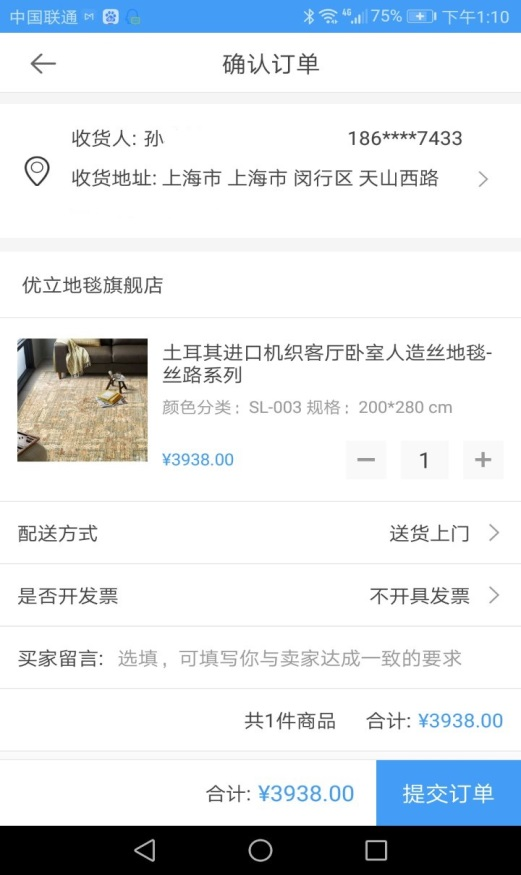 中国联通 4G 75% 下午1:10
确认订单
收货人: 孙 186****7433
收货地址: 上海市 上海市 闵行区 天山西路
优立地毯旗舰店
土耳其进口机织客厅卧室人造丝地毯-
丝路系列
颜色分类：SL-003 规格：200*280 cm
¥3938.00 1
配送方式 送货上门
是否开发票 不开具发票
买家留言: 选填，可填写你与卖家达成一致的要求
共1件商品 合计: ¥3938.00
合计: ¥3938.00 提交订单